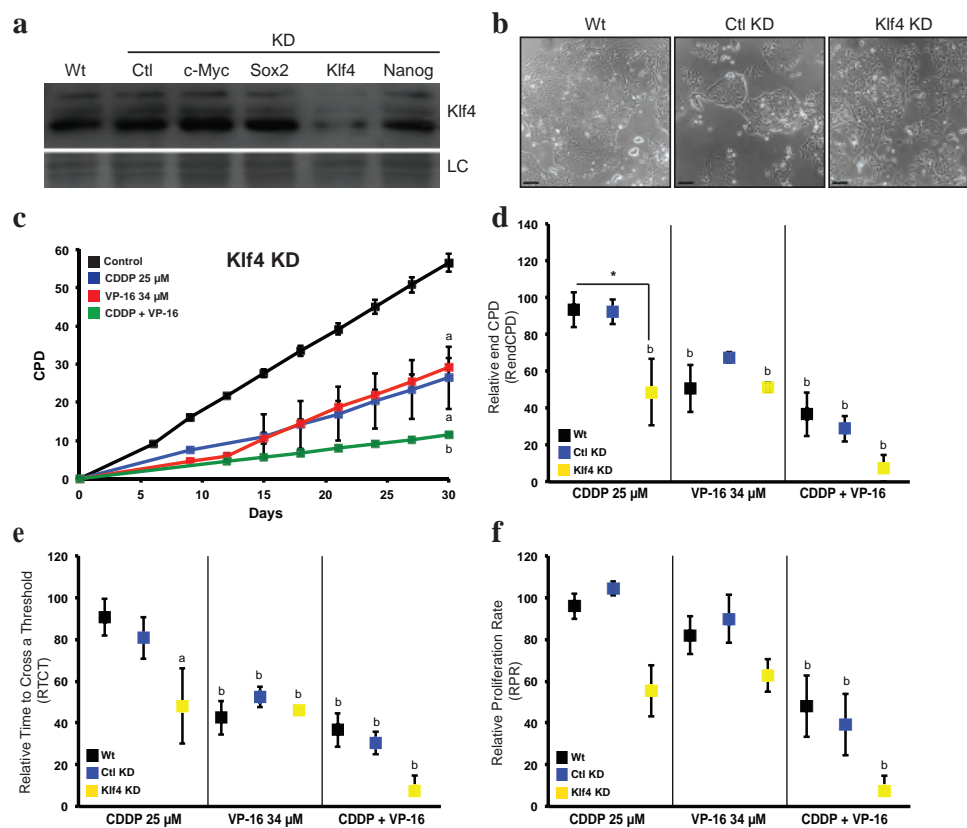 a
KD
Wt Ctl c-Myc Sox2 Klf4 Nanog
Klf4
LC
b
Wt Ctl KD Klf4 KD
c
Klf4 KD
CPD
60
50
40
30
20
10
0
Control
CDDP 25 µM
VP-16 34 µM
CDDP + VP-16
a
a
b
0 5 10 15 20 25 30
Days
d
Relative end CPD
(RendCPD)
140
120
100
80
60
40
20
0
*
b
b
b
b
b
b
Wt
Ctl KD
Klf4 KD
CDDP 25 µM VP-16 34 µM CDDP + VP-16
e
Relative Time to Cross a Threshold
(RTCT)
120
100
80
60
40
20
0
a
b
b
b
b
b
b
Wt
Ctl KD
Klf4 KD
CDDP 25 µM VP-16 34 µM CDDP + VP-16
f
Relative Proliferation Rate
(RPR)
120
100
80
60
40
20
0
b
b
b
Wt
Ctl KD
Klf4 KD
CDDP 25 µM VP-16 34 µM CDDP + VP-16